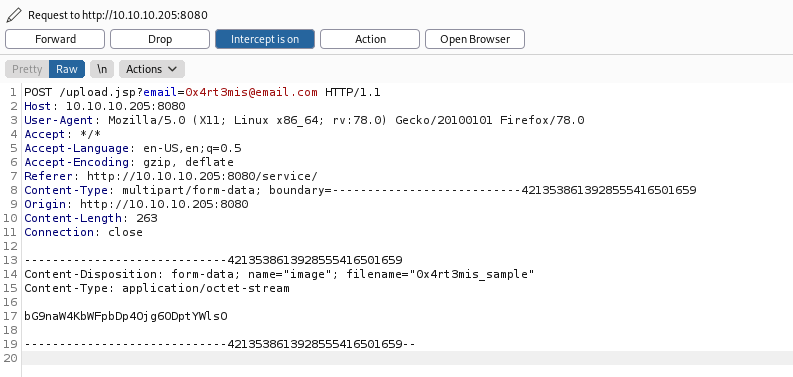 Request to http://10.10.10.205:8080
Forward Drop Intercept is on Action Open Browser
Pretty Raw \n Actions
1 POST /upload.jsp?email=0x4rt3mis@email.com HTTP/1.1
2 Host: 10.10.10.205:8080
3 User-Agent: Mozilla/5.0 (X11; Linux x86_64; rv:78.0) Gecko/20100101 Firefox/78.0
4 Accept: */*
5 Accept-Language: en-US,en;q=0.5
6 Accept-Encoding: gzip, deflate
7 Referer: http://10.10.10.205:8080/service/
8 Content-Type: multipart/form-data; boundary=---------------------------4213538613928555416501659
9 Origin: http://10.10.10.205:8080
10 Content-Length: 263
11 Connection: close
12
13 -----------------------------4213538613928555416501659
14 Content-Disposition: form-data; name="image"; filename="0x4rt3mis_sample"
15 Content-Type: application/octet-stream
16
17 bG9naW4KbWFpbDp4Ojg6ODptYWlsO
18
19 -----------------------------4213538613928555416501659--
20